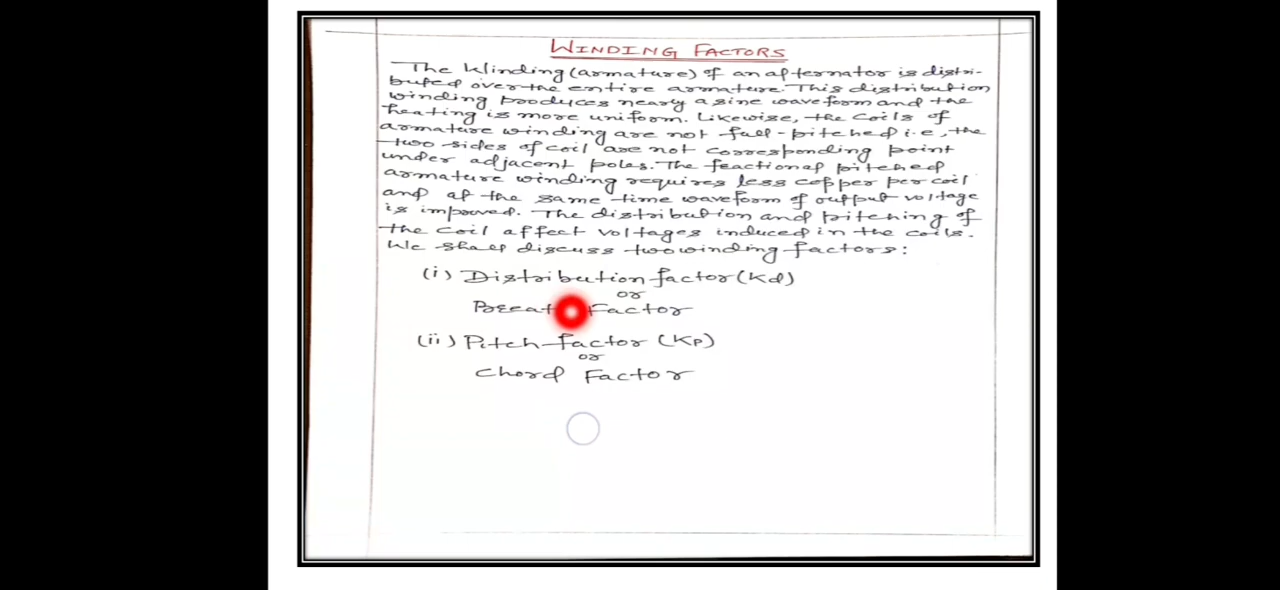 WINDING FACTORS
The Winding (armature) of an alternator is distri-
buted over the entire armature. This distribution
winding produces nearly a sine waveform and the
heating is more uniform. Likewise, the coils of
armature winding are not full-pitched i.e, the
two sides of coil are not corresponding point
under adjacent poles. The fractional pitched
armature winding requires less copper per coil
and at the same time waveform of output voltage
is improved. The distribution and pitching of
the coil affect voltages induced in the coils.
We shall discuss two winding factors:
(i) Distribution factor (Kd)
or
Factor
(ii) Pitch-factor (KP)
or
Chord Factor